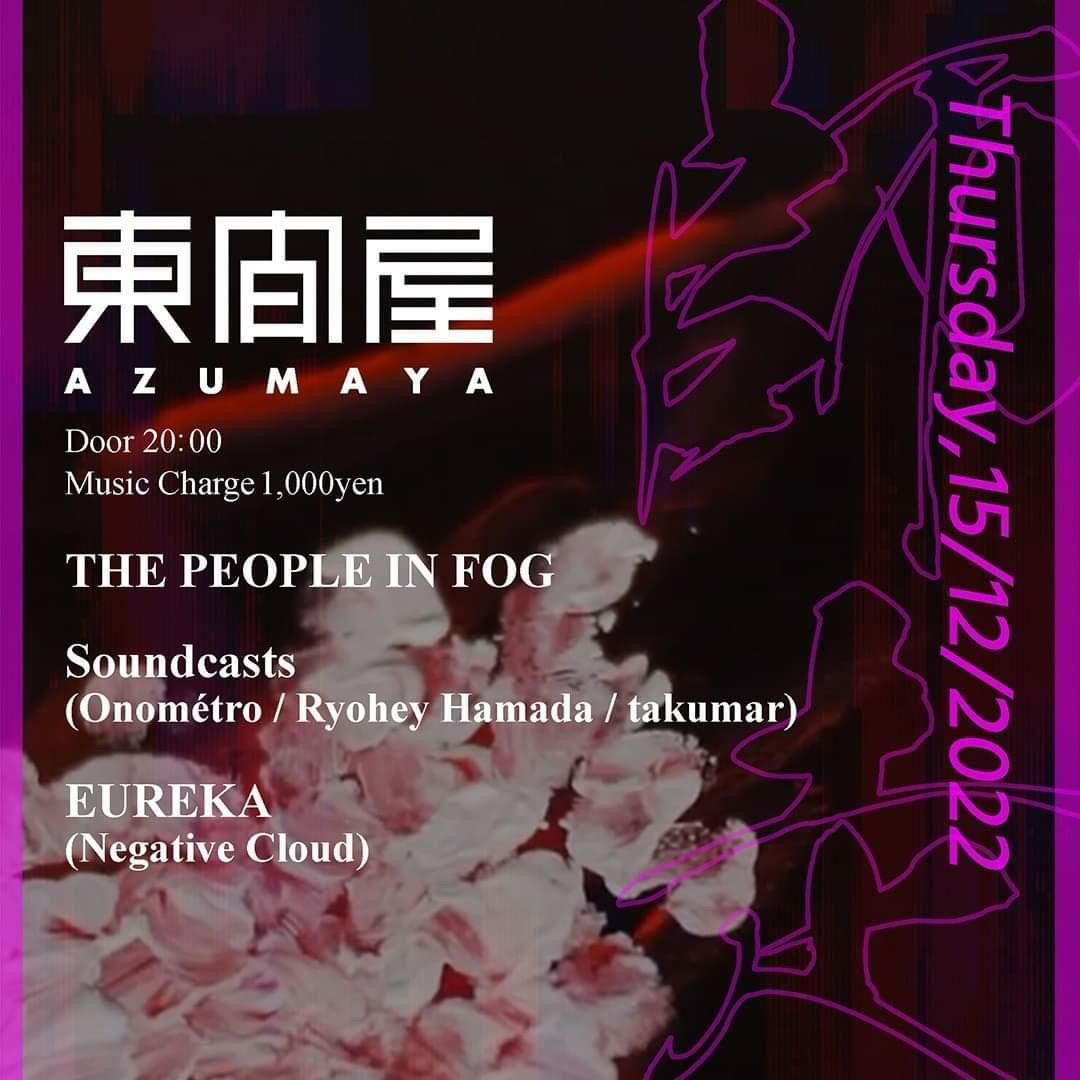 東間屋
AZUMAYA
Door 20:00
Music Charge 1,000yen
THE PEOPLE IN FOG
Soundcasts
(Onométro / Ryohey Hamada / takumar)
EUREKA
(Negative Cloud)
Thursday,15/12/2022